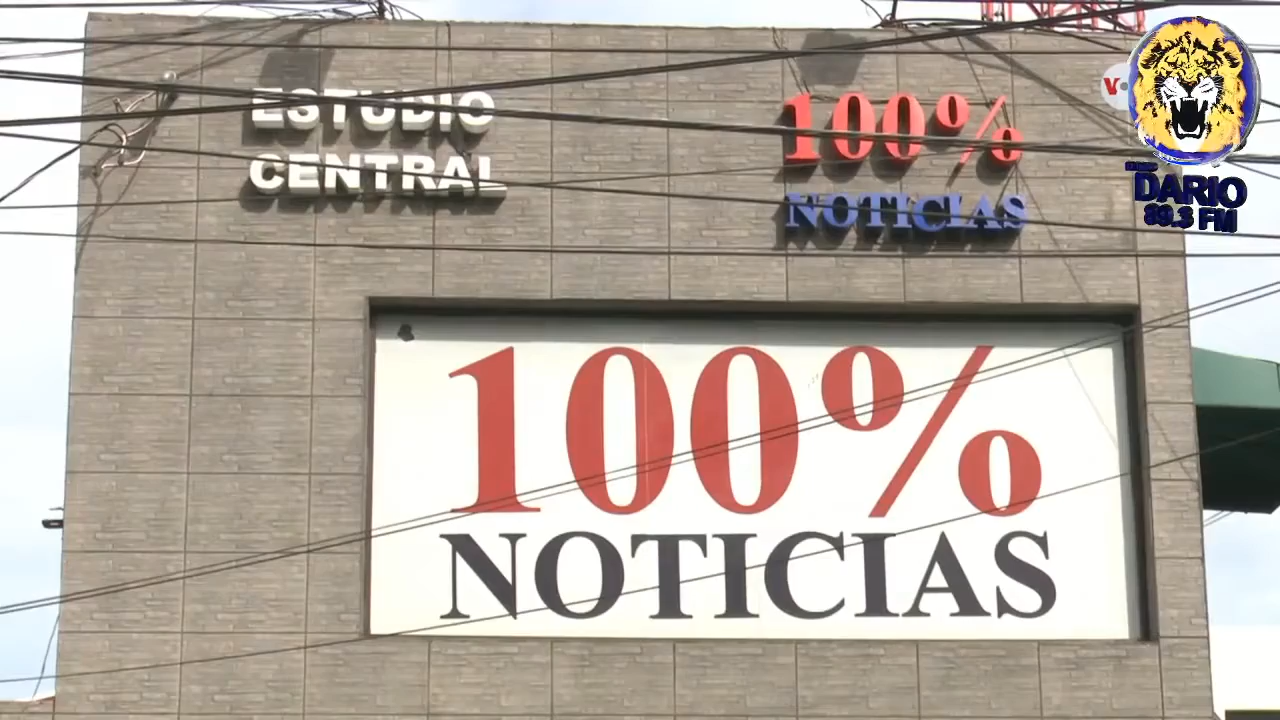 ESTUDIO
CENTRAL
100%
NOTICIAS
100%
NOTICIAS
DARIO
89.3 FM